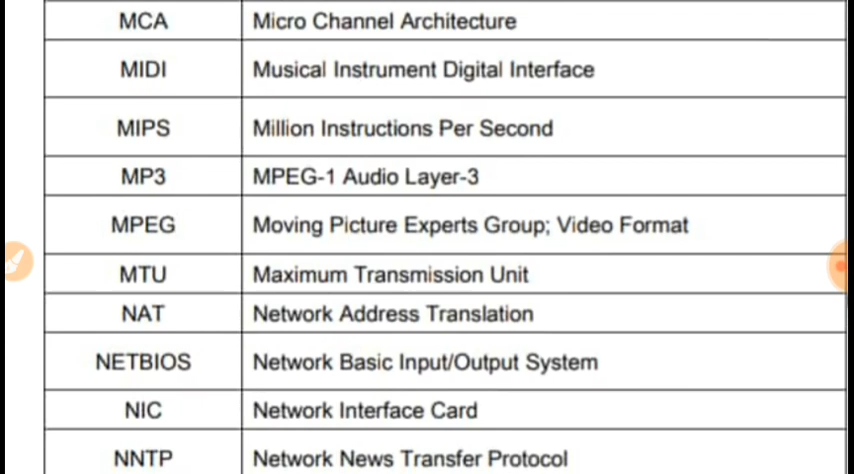 MCA Micro Channel Architecture
MIDI Musical Instrument Digital Interface
MIPS Million Instructions Per Second
MP3 MPEG-1 Audio Layer-3
MPEG Moving Picture Experts Group; Video Format
MTU Maximum Transmission Unit
NAT Network Address Translation
NETBIOS Network Basic Input/Output System
NIC Network Interface Card
NNTP Network News Transfer Protocol